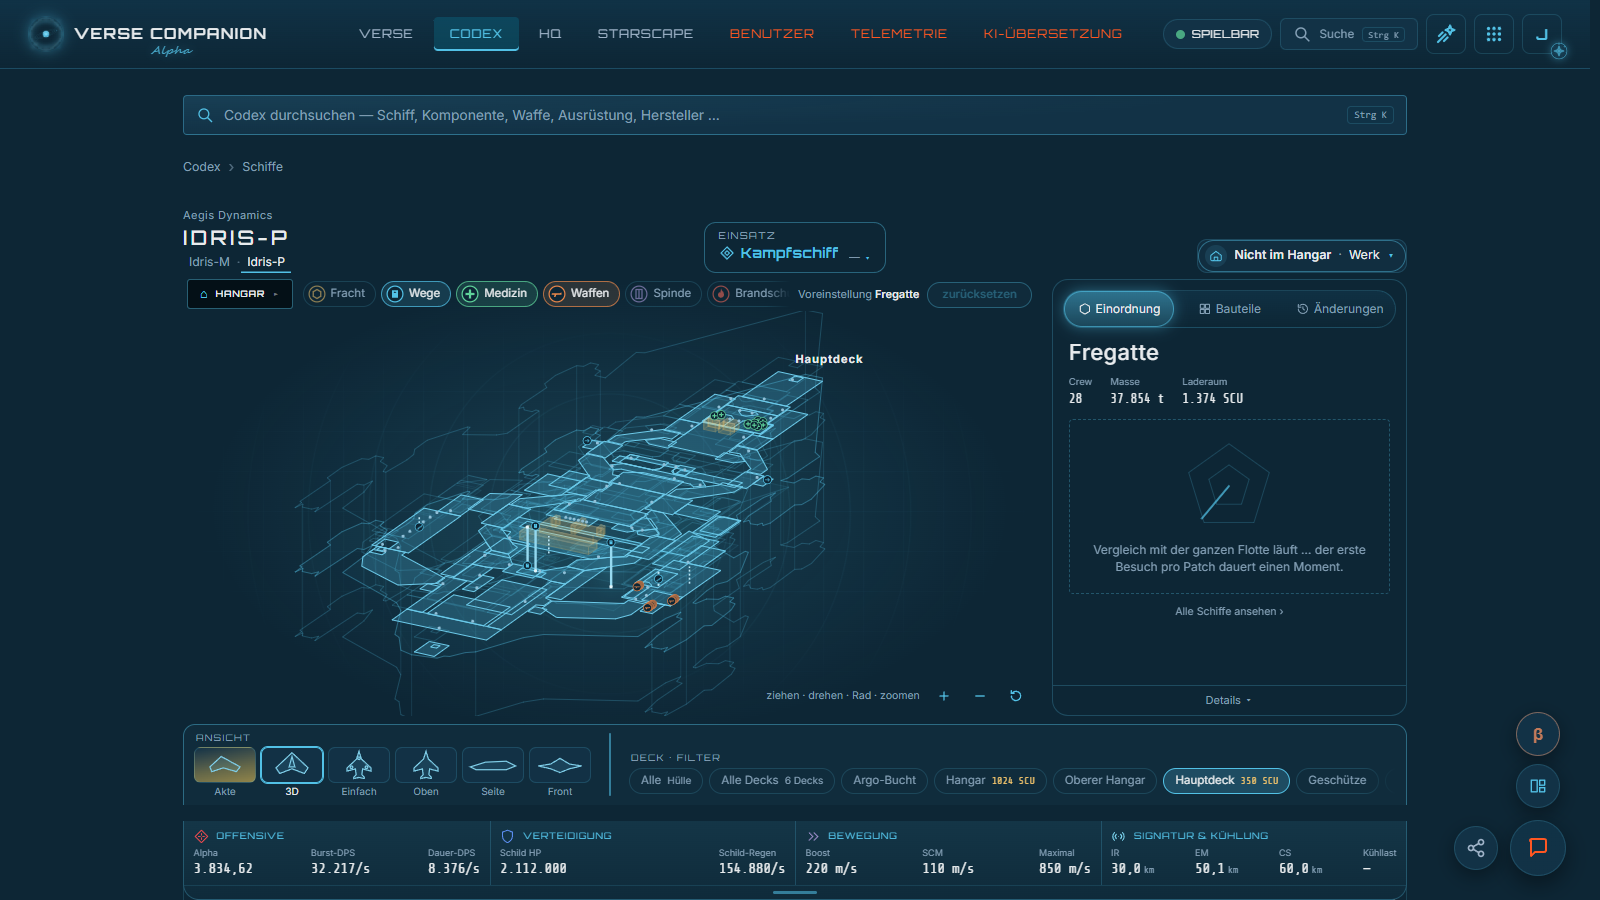 VERSE COMPANION
Alpha
VERSE
CODEX
HQ
STARSCAPE
BENUTZER
TELEMETRIE
KI-ÜBERSETZUNG
SPIELBAR
Suche
Strg K
J
Codex durchsuchen — Schiff, Komponente, Waffe, Ausrüstung, Hersteller ...
Strg K
Codex › Schiffe
Aegis Dynamics
IDRIS-P
Idris-M · Idris-P
EINSATZ
Kampfschiff
Nicht im Hangar · Werk
HANGAR
Fracht
Wege
Medizin
Waffen
Spinde
Voreinstellung Fregatte
zurücksetzen
Hauptdeck
ziehen · drehen · Rad · zoomen
Einordnung
Bauteile
Änderungen
Fregatte
Crew
Masse
Laderaum
28
37.854 t
1.374 SCU
Vergleich mit der ganzen Flotte läuft ... der erste
Besuch pro Patch dauert einen Moment.
Alle Schiffe ansehen ›
Details
ANSICHT
Akte
3D
Einfach
Oben
Seite
Front
DECK · FILTER
Alle Hülle
Alle Decks 6 Decks
Argo-Bucht
Hangar 1024 SCU
Oberer Hangar
Hauptdeck 350 SCU
Geschütze
β
OFFENSIVE
Alpha
Burst-DPS
Dauer-DPS
3.834,62
32.217/s
8.376/s
VERTEIDIGUNG
Schild HP
Schild-Regen
2.112.000
154.880/s
BEWEGUNG
Boost
SCM
Maximal
220 m/s
110 m/s
850 m/s
SIGNATUR & KÜHLUNG
IR
EM
CS
Kühllast
30,0 km
50,1 km
60,0 km
—